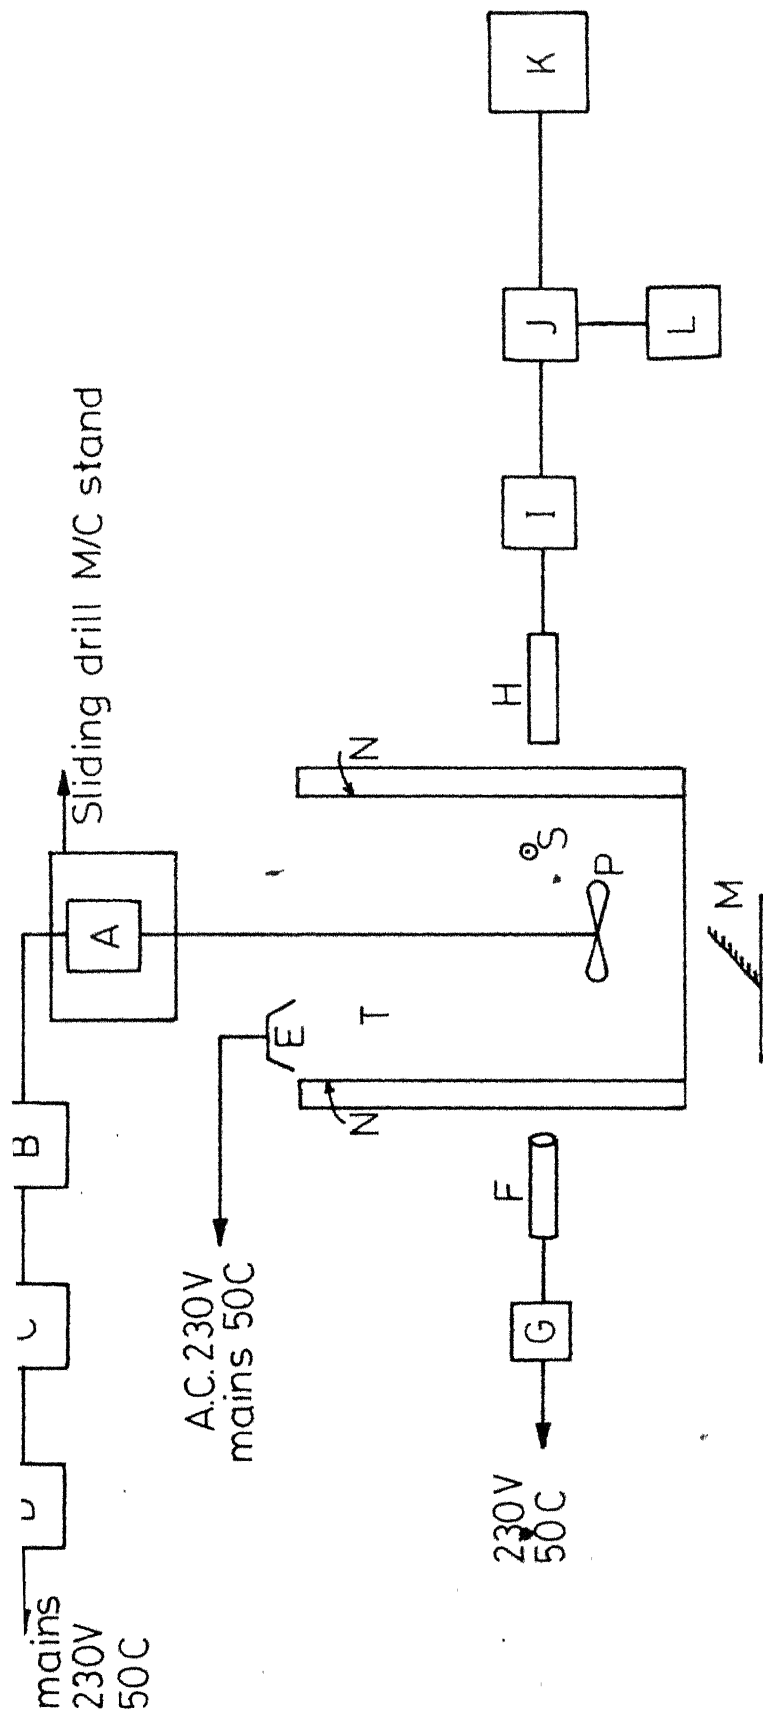 mains
230V
50C
B
A
Sliding drill M/C stand
A.C. 230V
mains 50C
E
T
N
N
S
P
M
230V
50C
G
F
H
I
J
K
L